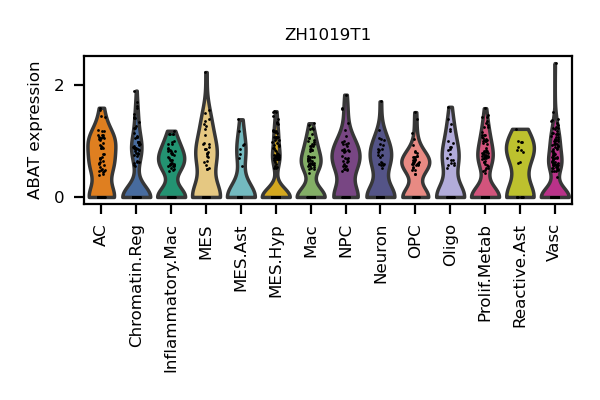 ZH1019T1
ABAT expression
2
0
AC
Chromatin.Reg
Inflammatory.Mac
MES
MES.Ast
MES.Hyp
Mac
NPC
Neuron
OPC
Oligo
Prolif.Metab
Reactive.Ast
Vasc